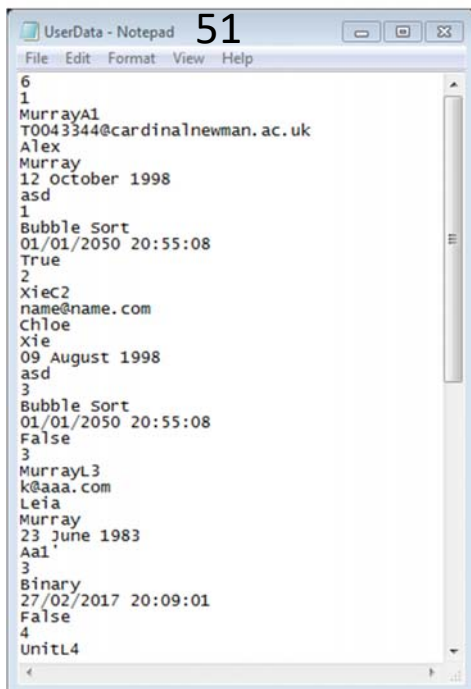 UserData - Notepad 51
File Edit Format View Help
6
1
MurrayA1
T0043344@cardinalnewman.ac.uk
Alex
Murray
12 October 1998
asd
1
Bubble Sort
01/01/2050 20:55:08
True
2
XieC2
name@name.com
Chloe
Xie
09 August 1998
asd
3
Bubble Sort
01/01/2050 20:55:08
False
3
MurrayL3
k@aaa.com
Leia
Murray
23 June 1983
Aa1'
3
Binary
27/02/2017 20:09:01
False
4
UnitL4